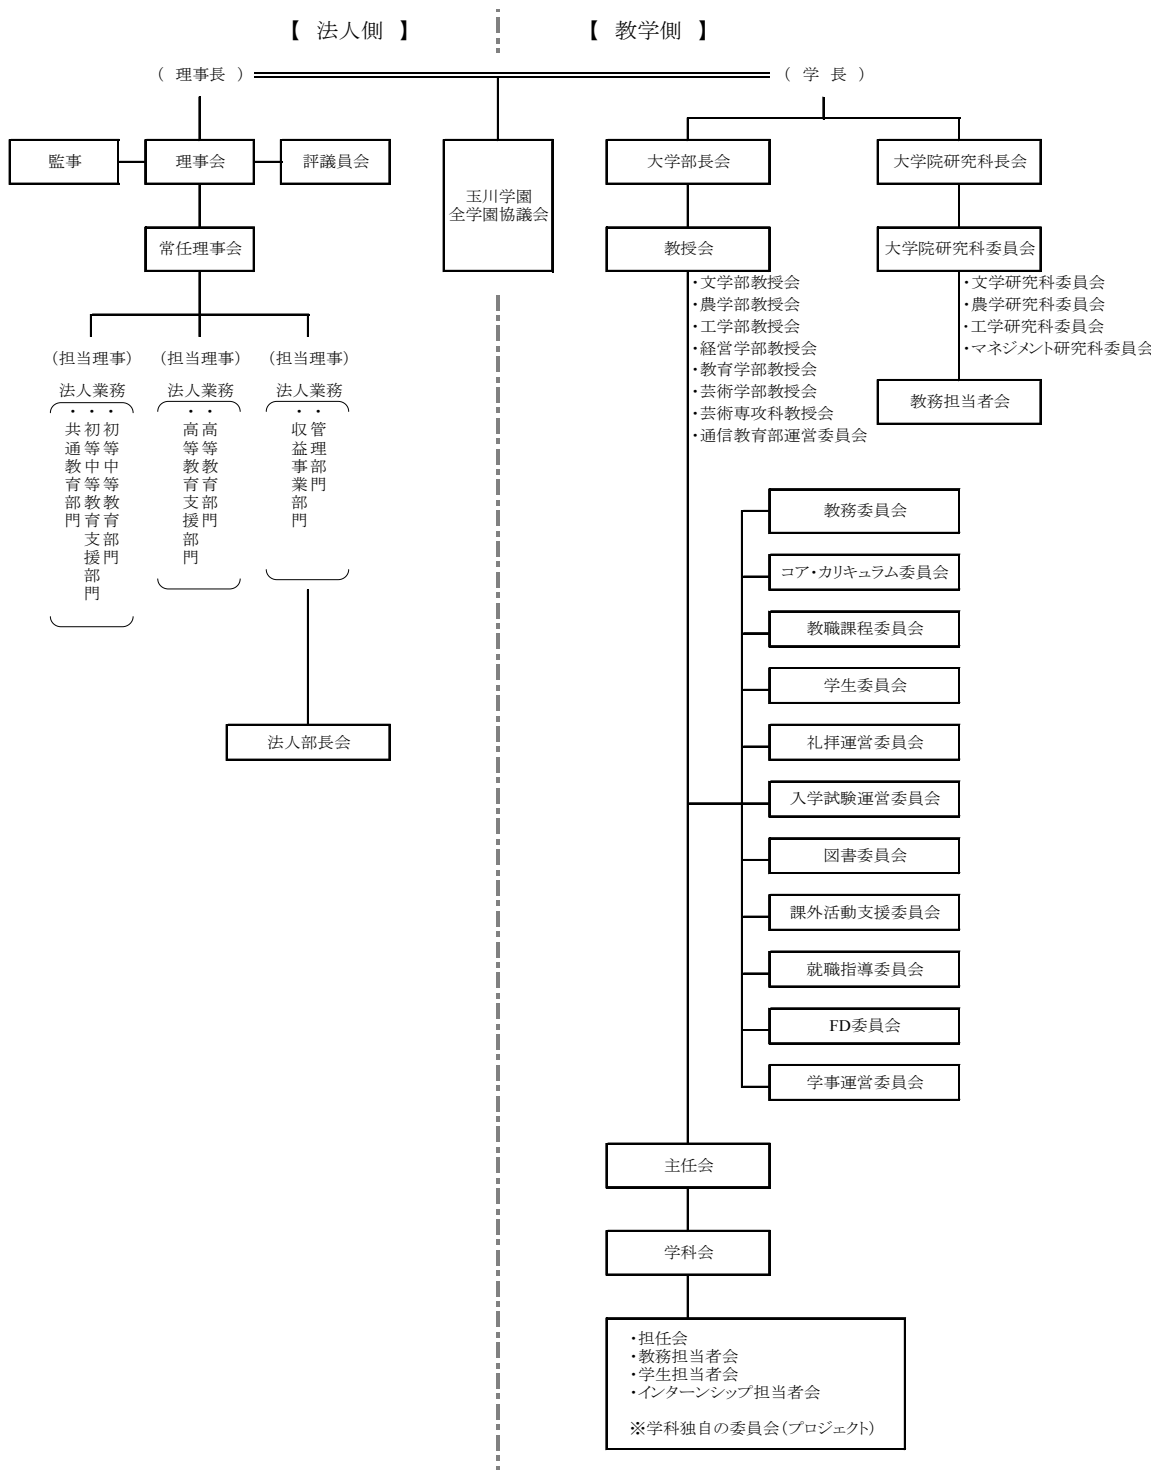 【 法人側 】
【 教学側 】
( 理事長 )
( 学 長 )
監事
理事会
評議員会
玉川学園
全学園協議会
大学部長会
大学院研究科長会
常任理事会
教授会
大学院研究科委員会
・文学部教授会
・農学部教授会
・工学部教授会
・経営学部教授会
・教育学部教授会
・芸術学部教授会
・芸術専攻科教授会
・通信教育部運営委員会
・文学研究科委員会
・農学研究科委員会
・工学研究科委員会
・マネジメント研究科委員会
教務担当者会
(担当理事)
法人業務
・初等中等教育部門
・初等中等教育支援部門
・共通教育部門
(担当理事)
法人業務
・高等教育部門
・高等教育支援部門
(担当理事)
法人業務
・管理部門
・収益事業部門
法人部長会
教務委員会
コア・カリキュラム委員会
教職課程委員会
学生委員会
礼拝運営委員会
入学試験運営委員会
図書委員会
課外活動支援委員会
就職指導委員会
FD委員会
学事運営委員会
主任会
学科会
・担任会
・教務担当者会
・学生担当者会
・インターンシップ担当者会
※学科独自の委員会(プロジェクト)